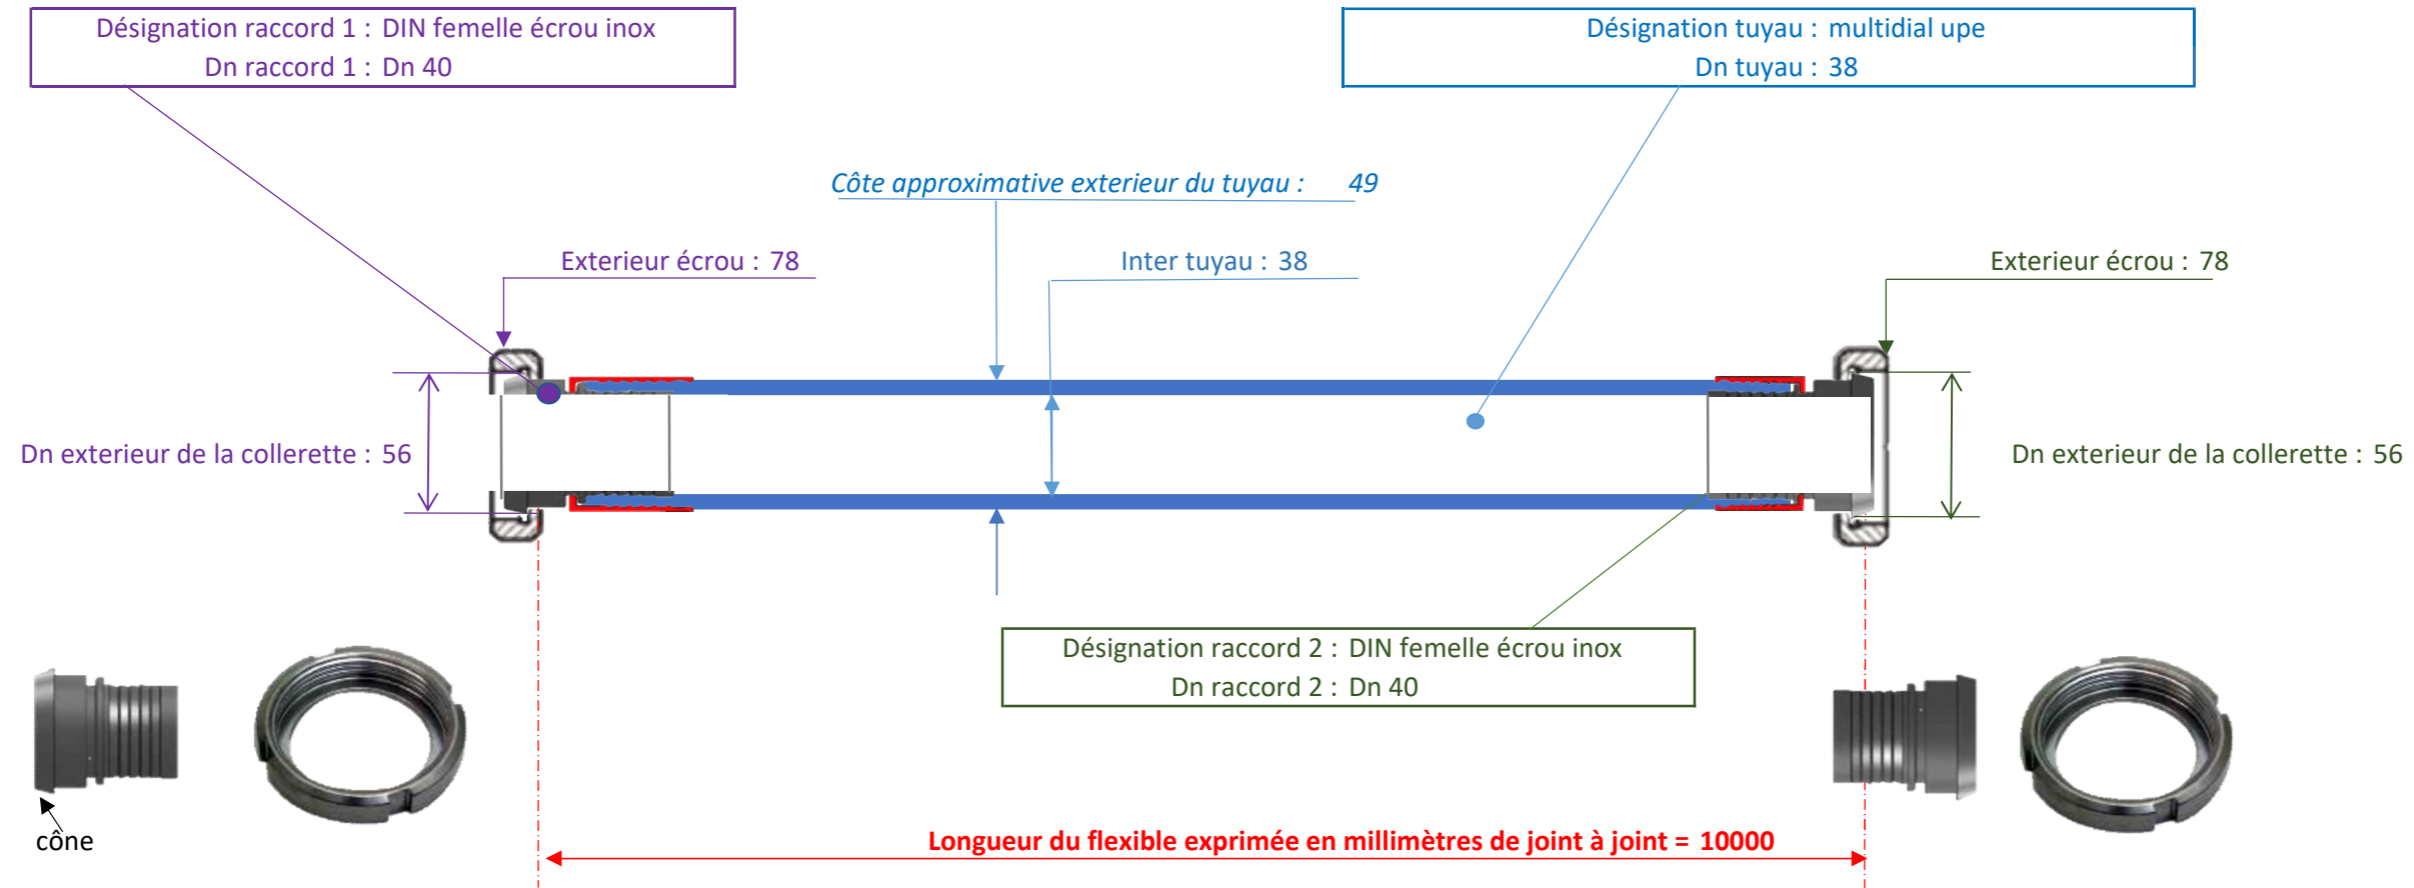 Désignation raccord 1 : DIN femelle écrou inox
Dn raccord 1 : Dn 40
Désignation tuyau : multidial upe
Dn tuyau : 38
Côte approximative exterieur du tuyau : 49
Exterieur écrou : 78
Inter tuyau : 38
Exterieur écrou : 78
Dn exterieur de la collerette : 56
Dn exterieur de la collerette : 56
Désignation raccord 2 : DIN femelle écrou inox
Dn raccord 2 : Dn 40
cône
Longueur du flexible exprimée en millimètres de joint à joint = 10000